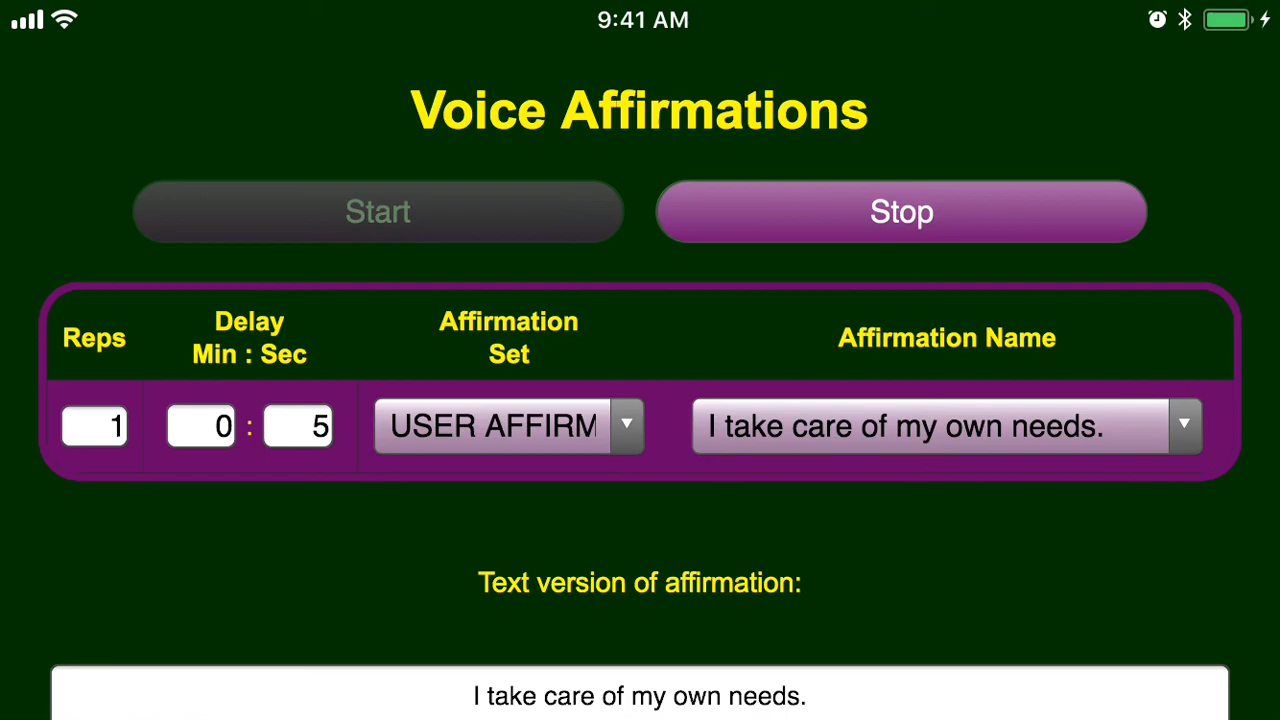 9:41 AM
Voice Affirmations
Start
Stop
Reps
Delay
Min : Sec
Affirmation
Set
Affirmation Name
1
0 : 5
USER AFFIRM
I take care of my own needs.
Text version of affirmation:
I take care of my own needs.